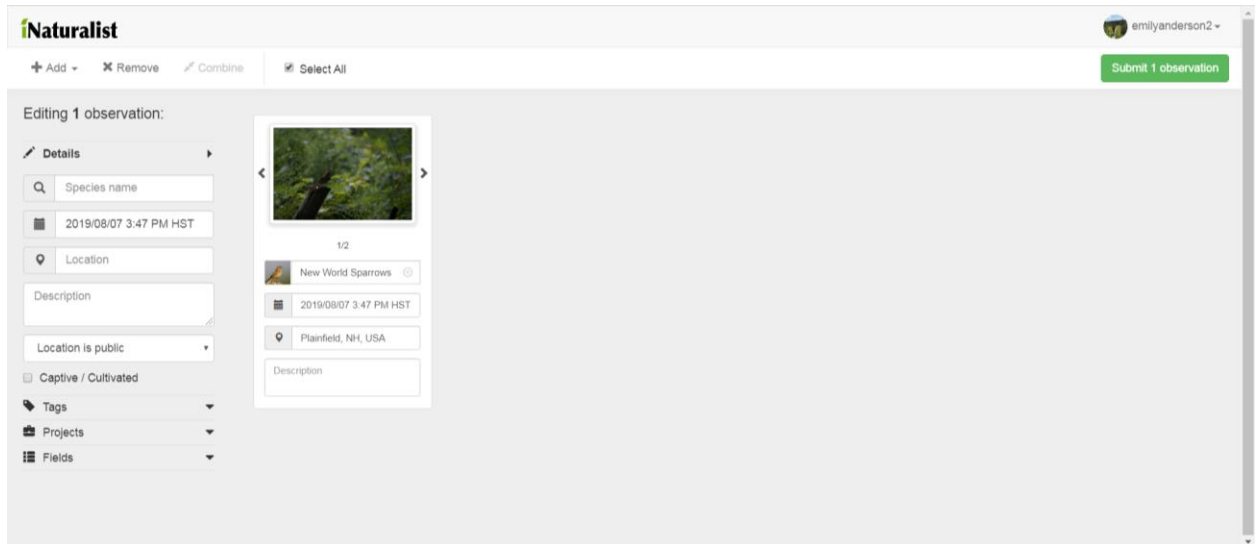 iNaturalist
emilyanderson2
Add
Remove
Combine
Select All
Submit 1 observation
Editing 1 observation:
Details
Species name
2019/08/07 3:47 PM HST
Location
Description
Location is public
Captive / Cultivated
Tags
Projects
Fields
1/2
New World Sparrows
2019/08/07 3:47 PM HST
Plainfield, NH, USA
Description